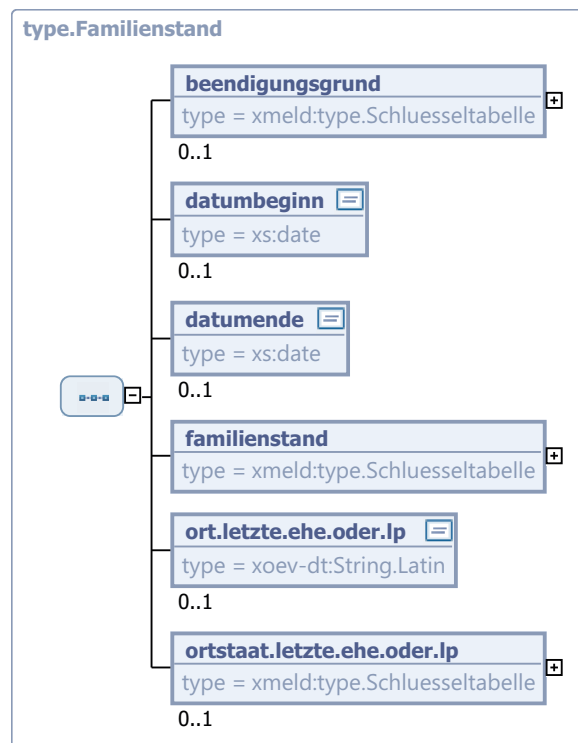 type.Familienstand
beendigungsgrund
type = xmeld:type.Schluesseltabelle
0..1
datumbeginn
type = xs:date
0..1
datumende
type = xs:date
0..1
familienstand
type = xmeld:type.Schluesseltabelle
ort.letzte.ehe.oder.lp
type = xoev-dt:String.Latin
0..1
ortstaat.letzte.ehe.oder.lp
type = xmeld:type.Schluesseltabelle
0..1